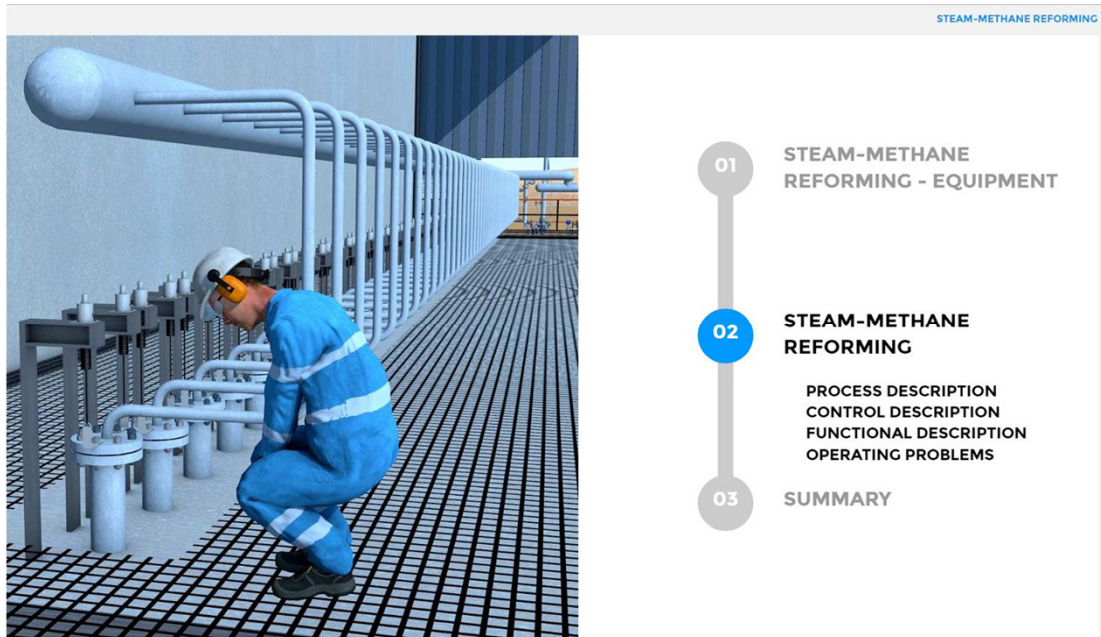 STEAM-METHANE REFORMING
01
STEAM-METHANE
REFORMING - EQUIPMENT
02
STEAM-METHANE
REFORMING
PROCESS DESCRIPTION
CONTROL DESCRIPTION
FUNCTIONAL DESCRIPTION
OPERATING PROBLEMS
03
SUMMARY